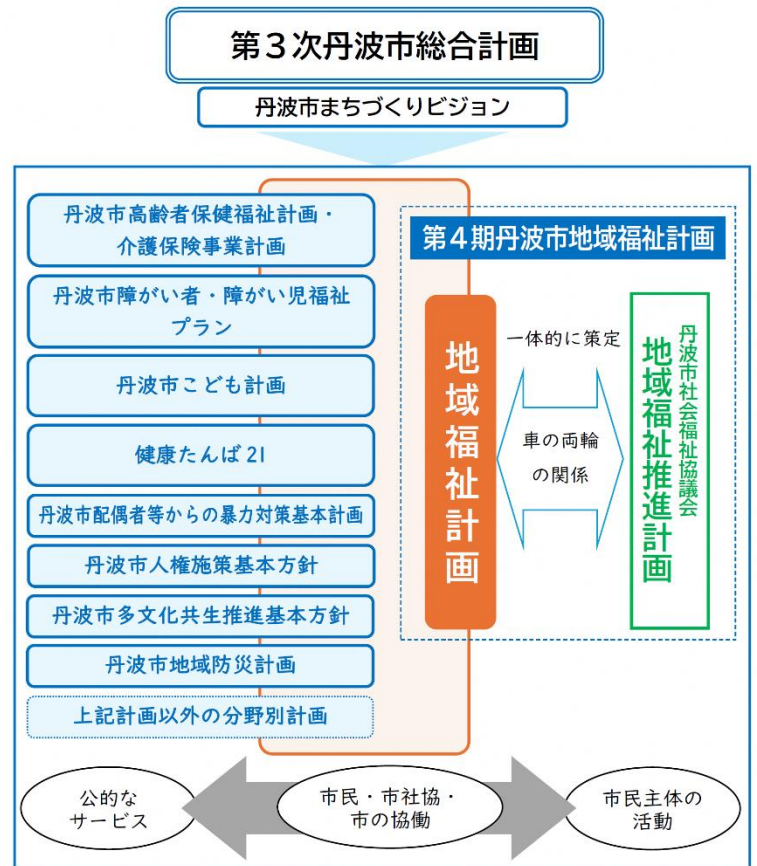 第３次丹波市総合計画
丹波市まちづくりビジョン
丹波市高齢者保健福祉計画・
介護保険事業計画
丹波市障がい者・障がい児福祉
プラン
丹波市こども計画
健康たんば21
丹波市配偶者等からの暴力対策基本計画
丹波市人権施策基本方針
丹波市多文化共生推進基本方針
丹波市地域防災計画
上記計画以外の分野別計画
第４期丹波市地域福祉計画
地域福祉計画
一体的に策定
車の両輪
の関係
丹波市社会福祉協議会
地域福祉推進計画
公的な
サービス
市民・市社協・
市の協働
市民主体の
活動